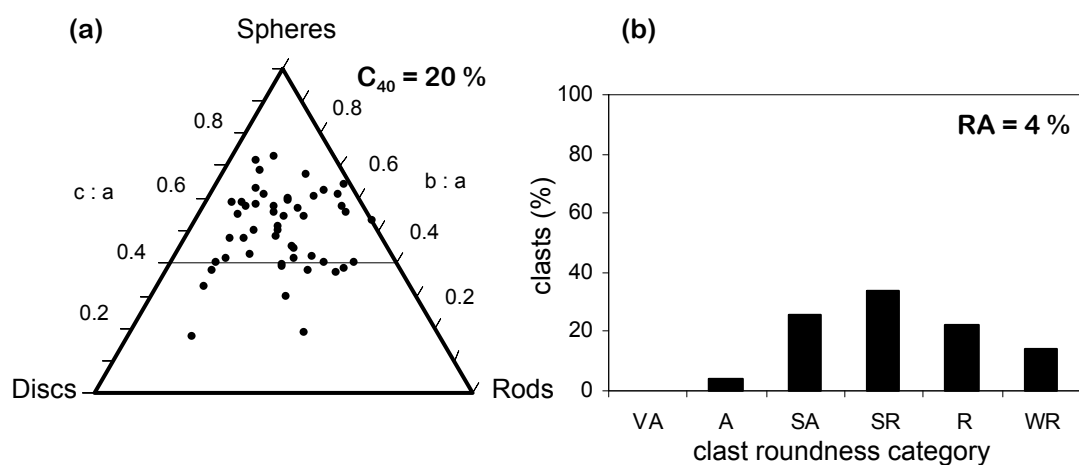 (a)
Spheres
C₄₀ = 20 %
0.8
0.8
0.6
0.6
c : a
b : a
0.4
0.4
0.2
0.2
Discs
Rods
(b)
100
80
60
40
20
0
RA = 4 %
clasts (%)
VA A SA SR R WR
clast roundness category